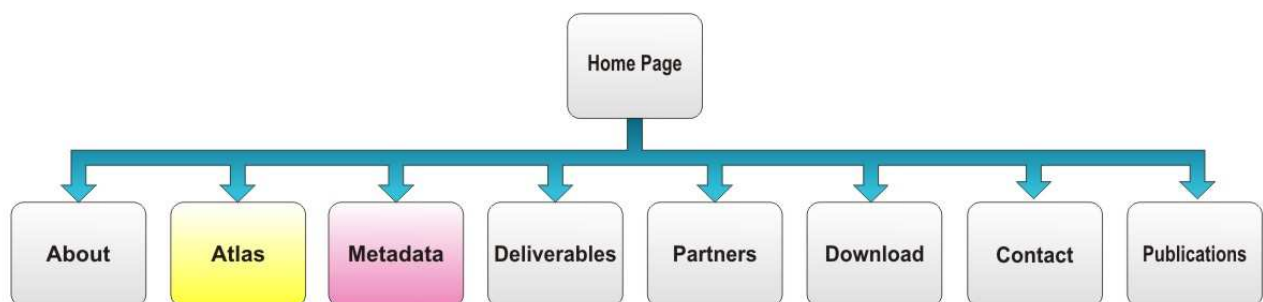 Home Page
About
Atlas
Metadata
Deliverables
Partners
Download
Contact
Publications